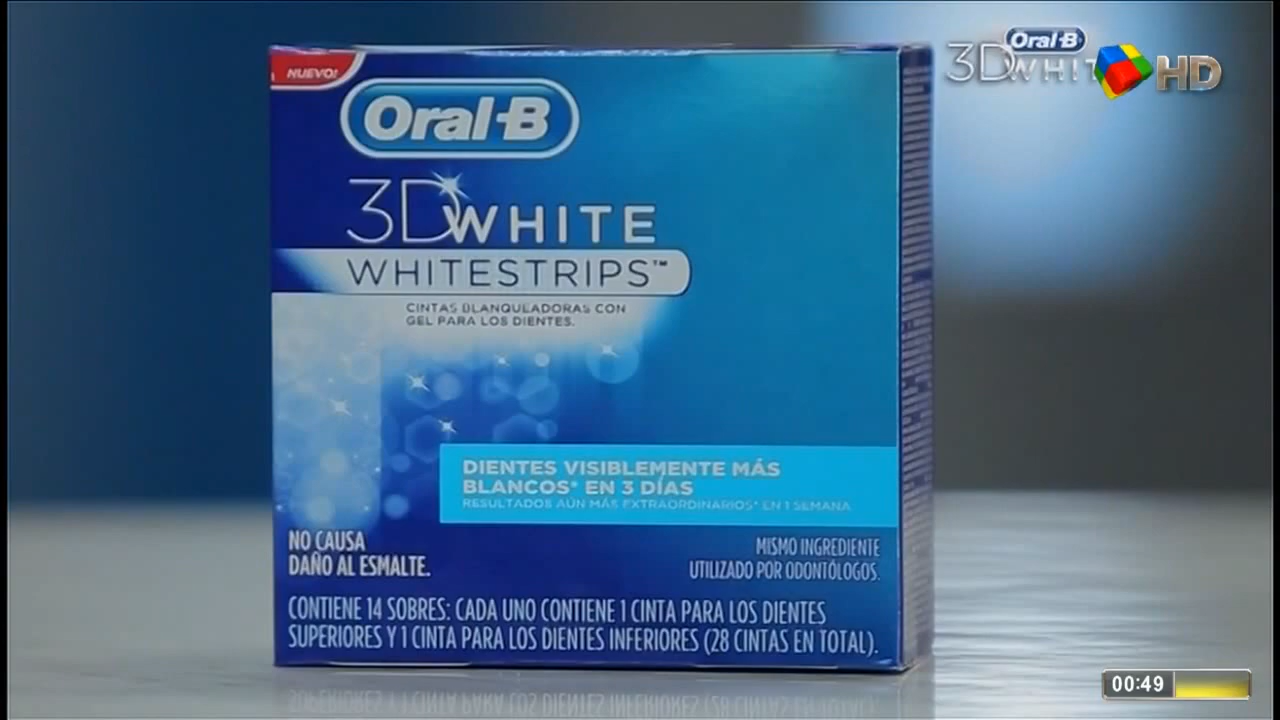 NUEVO!
Oral-B
3D WHITE
WHITESTRIPS™
CINTAS BLANQUEADORAS CON
GEL PARA LOS DIENTES.
DIENTES VISIBLEMENTE MÁS
BLANCOS* EN 3 DÍAS
RESULTADOS AÚN MÁS EXTRAORDINARIOS* EN 1 SEMANA
NO CAUSA
DAÑO AL ESMALTE.
MISMO INGREDIENTE
UTILIZADO POR ODONTÓLOGOS.
CONTIENE 14 SOBRES: CADA UNO CONTIENE 1 CINTA PARA LOS DIENTES
SUPERIORES Y 1 CINTA PARA LOS DIENTES INFERIORES (28 CINTAS EN TOTAL).
Oral-B
3D WHIT
HD
00:49